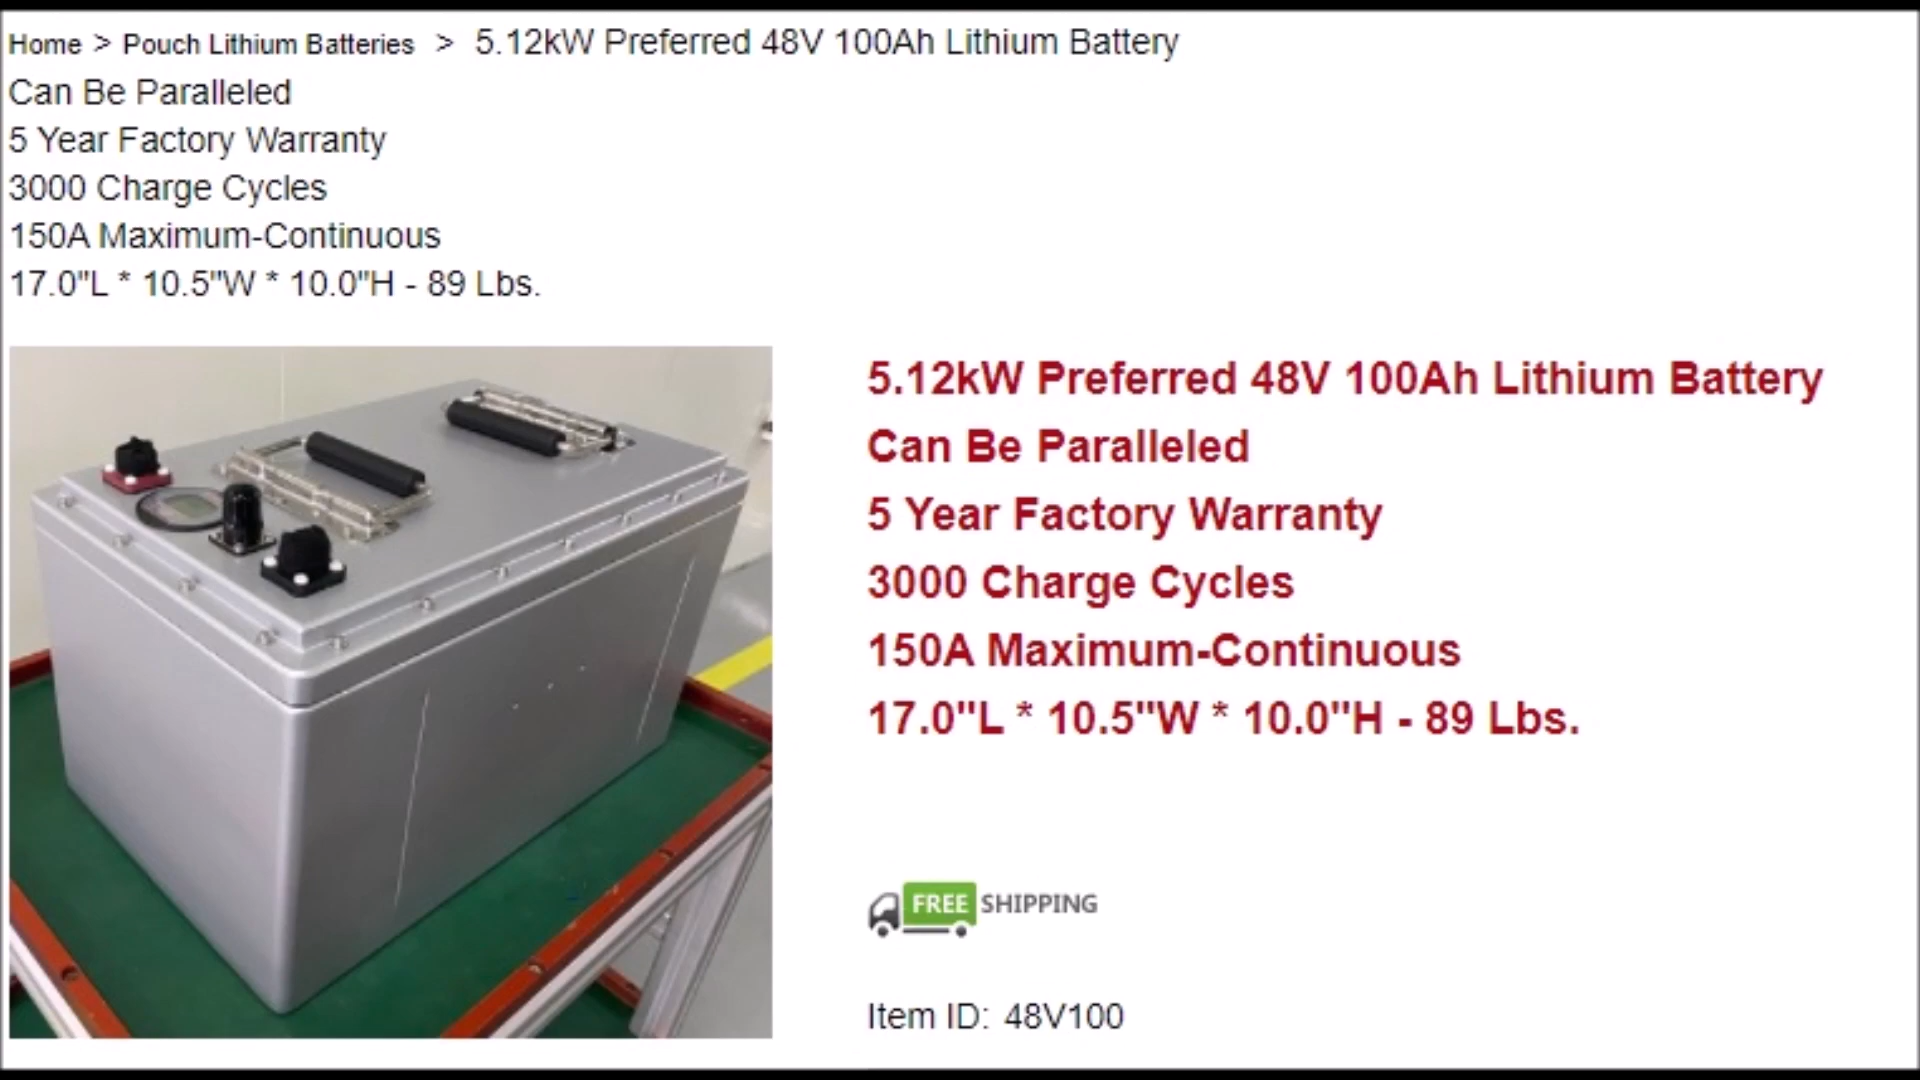 Home > Pouch Lithium Batteries > 5.12kW Preferred 48V 100Ah Lithium Battery
Can Be Paralleled
5 Year Factory Warranty
3000 Charge Cycles
150A Maximum-Continuous
17.0"L * 10.5"W * 10.0"H - 89 Lbs.
5.12kW Preferred 48V 100Ah Lithium Battery
Can Be Paralleled
5 Year Factory Warranty
3000 Charge Cycles
150A Maximum-Continuous
17.0"L * 10.5"W * 10.0"H - 89 Lbs.
FREE SHIPPING
Item ID: 48V100